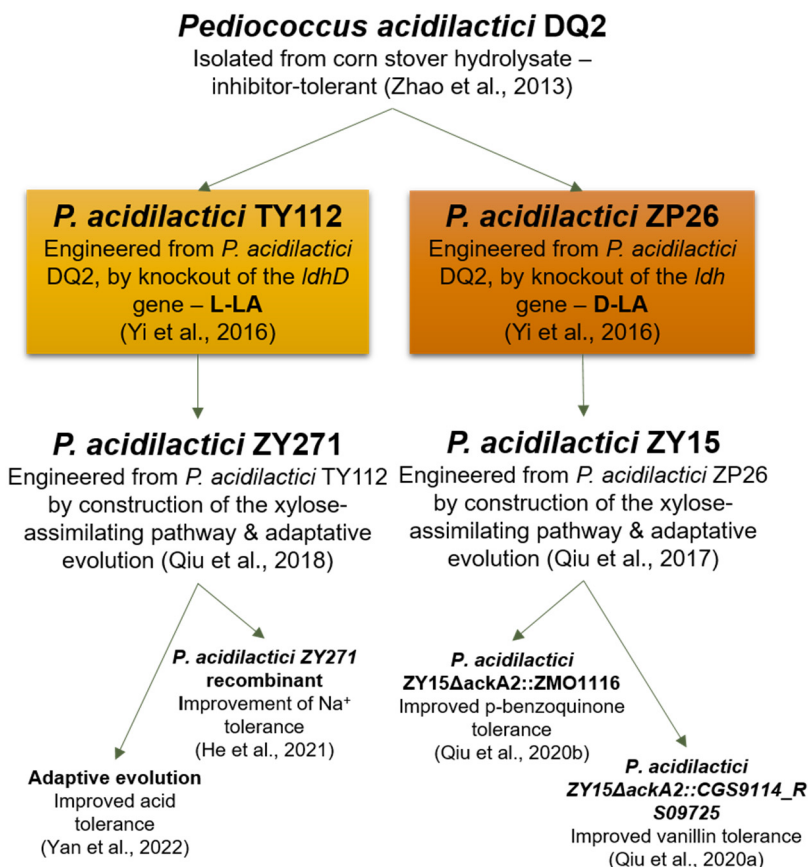 Pediococcus acidilactici DQ2
Isolated from corn stover hydrolysate –
inhibitor-tolerant (Zhao et al., 2013)
P. acidilactici TY112
Engineered from P. acidilactici
DQ2, by knockout of the ldhD
gene – L-LA
(Yi et al., 2016)
P. acidilactici ZP26
Engineered from P. acidilactici
DQ2, by knockout of the ldh
gene – D-LA
(Yi et al., 2016)
P. acidilactici ZY271
Engineered from P. acidilactici TY112
by construction of the xylose-
assimilating pathway & adaptative
evolution (Qiu et al., 2018)
P. acidilactici ZY15
Engineered from P. acidilactici ZP26
by construction of the xylose-
assimilating pathway & adaptative
evolution (Qiu et al., 2017)
P. acidilactici ZY271
recombinant
Improvement of Na⁺
tolerance
(He et al., 2021)
P. acidilactici
ZY15ΔackA2::ZMO1116
Improved p-benzoquinone
tolerance
(Qiu et al., 2020b)
Adaptive evolution
Improved acid
tolerance
(Yan et al., 2022)
P. acidilactici
ZY15ΔackA2::CGS9114_R
S09725
Improved vanillin tolerance
(Qiu et al., 2020a)